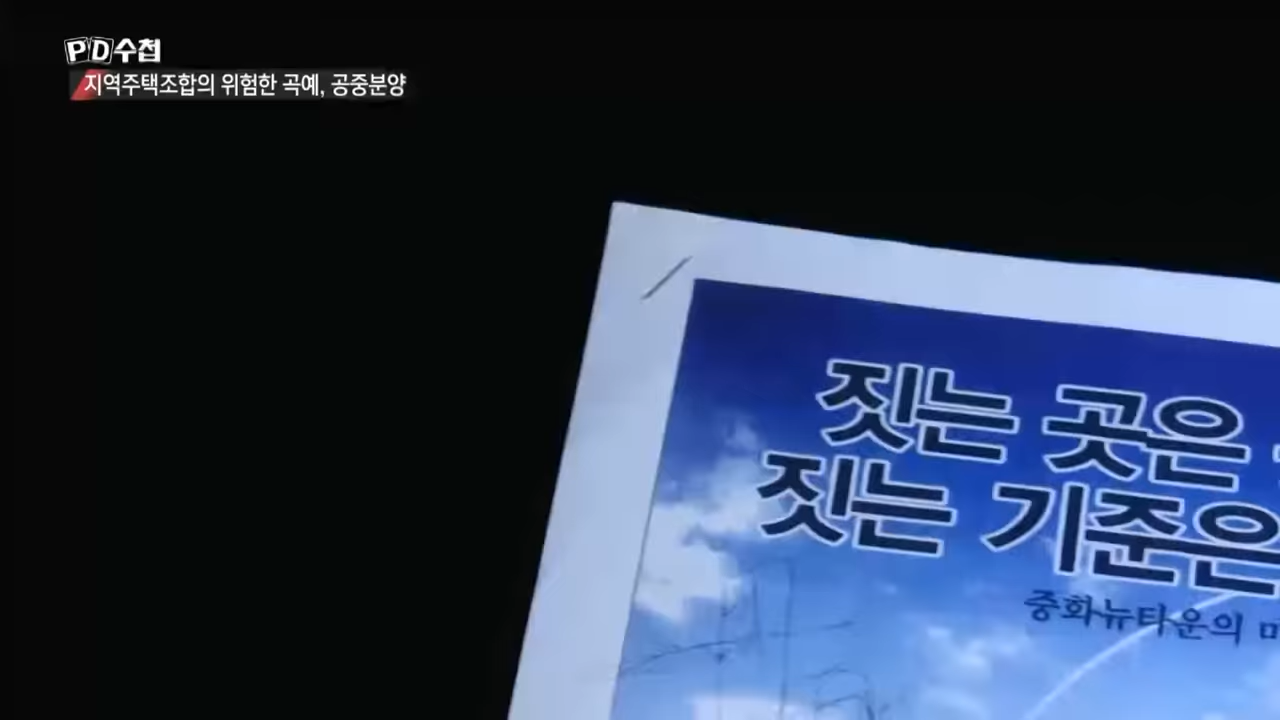 PD수첩
지역주택조합의 위험한 곡예, 공중분양
짓는 곳은
짓는 기준은
중화뉴타운의